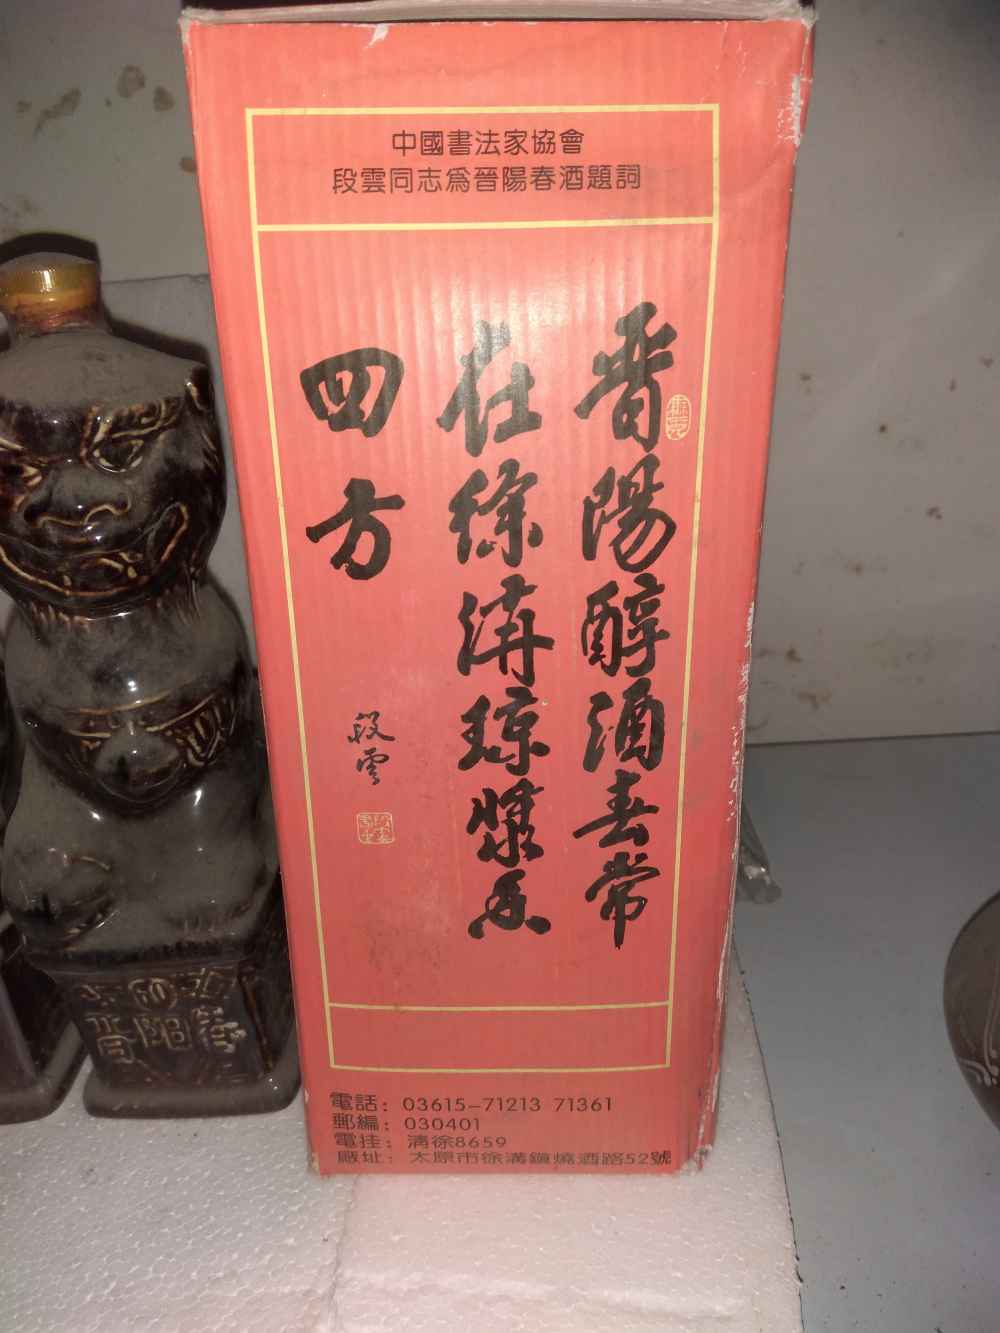 中國書法家協會
段雲同志爲晉陽春酒題詞
晋陽醇酒春常
在徐溝瓊漿香
四方
段雲
電話：03615-71213 71361
郵編：030401
電挂：清徐8659
廠址：太原市徐溝鎮燒酒路52號